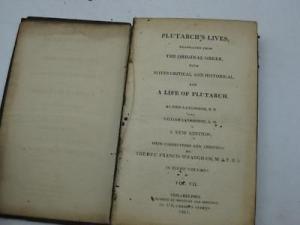 PLUTARCH'S LIVES,
TRANSLATED FROM
THE ORIGINAL GREEK,
WITH
NOTES CRITICAL AND HISTORICAL,
AND
A LIFE OF PLUTARCH.
BY JOHN LANGHORNE, D. D.
AND
WILLIAM LANGHORNE, A. M.
A NEW EDITION,
WITH CORRECTIONS AND ADDITIONS
BY THE REV. FRANCIS WRANGHAM, M. A. F. R. S.
IN EIGHT VOLUMES
VOL. VII.
PHILADELPHIA: